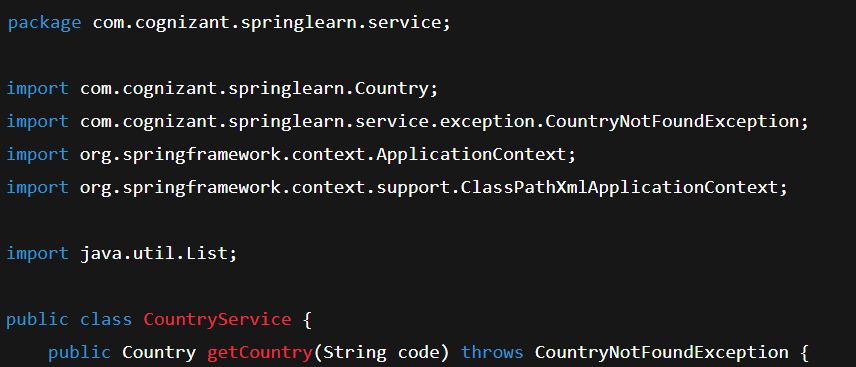 package com.cognizant.springlearn.service;
import com.cognizant.springlearn.Country;
import com.cognizant.springlearn.service.exception.CountryNotFoundException;
import org.springframework.context.ApplicationContext;
import org.springframework.context.support.ClassPathXmlApplicationContext;
import java.util.List;
public class CountryService {
public Country getCountry(String code) throws CountryNotFoundException {